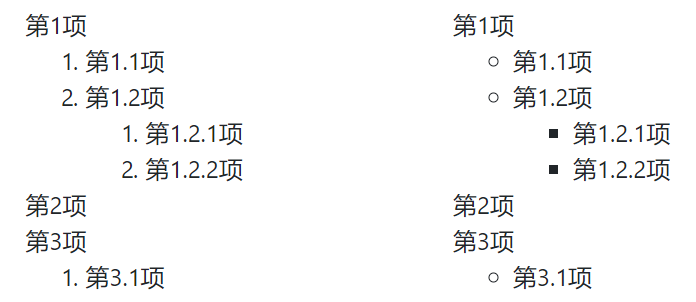 第1项
1. 第1.1项
2. 第1.2项
1. 第1.2.1项
2. 第1.2.2项
第2项
第3项
1. 第3.1项
第1项
○ 第1.1项
○ 第1.2项
■ 第1.2.1项
■ 第1.2.2项
第2项
第3项
○ 第3.1项